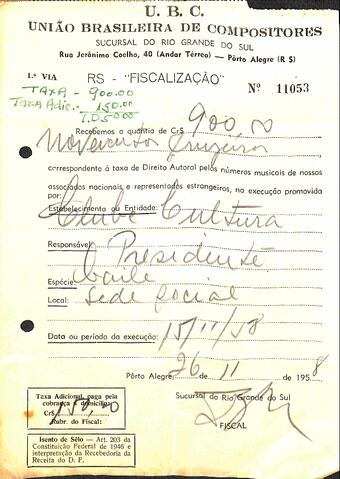 U. B. C.
UNIÃO BRASILEIRA DE COMPOSITORES
SUCURSAL DO RIO GRANDE DO SUL
Rua Jerônimo Coelho, 40 (Andar Térreo) — Pôrto Alegre (R S)
1.ª VIA RS - "FISCALIZAÇÃO" Nº 11053
TAXA - 900.00
TAXA Adic. - 150.00
Recebemos a quantia de Cr$ 900,00
Novecentos Cruzeiros
correspondente à taxa de Direito Autoral pelos números musicais de nossos
associados nacionais e representados estrangeiros, na execução promovida
por:
Estabelecimento ou Entidade: Clube Cultura
Responsável: Presidente
Espécie: baile
Local: sede social
Data ou período da execução: 15/11/58
Pôrto Alegre, 26 de 11 de 1958
Taxa Adicional, paga pela
cobrança a domicílio:
Cr$ 150,00
Rubr. do Fiscal:
Sucursal do Rio Grande do Sul
FISCAL
Isento de Sêlo — Art. 203 da
Constituição Federal de 1946 e
interpretação da Recebedoria da
Receita do D. F.